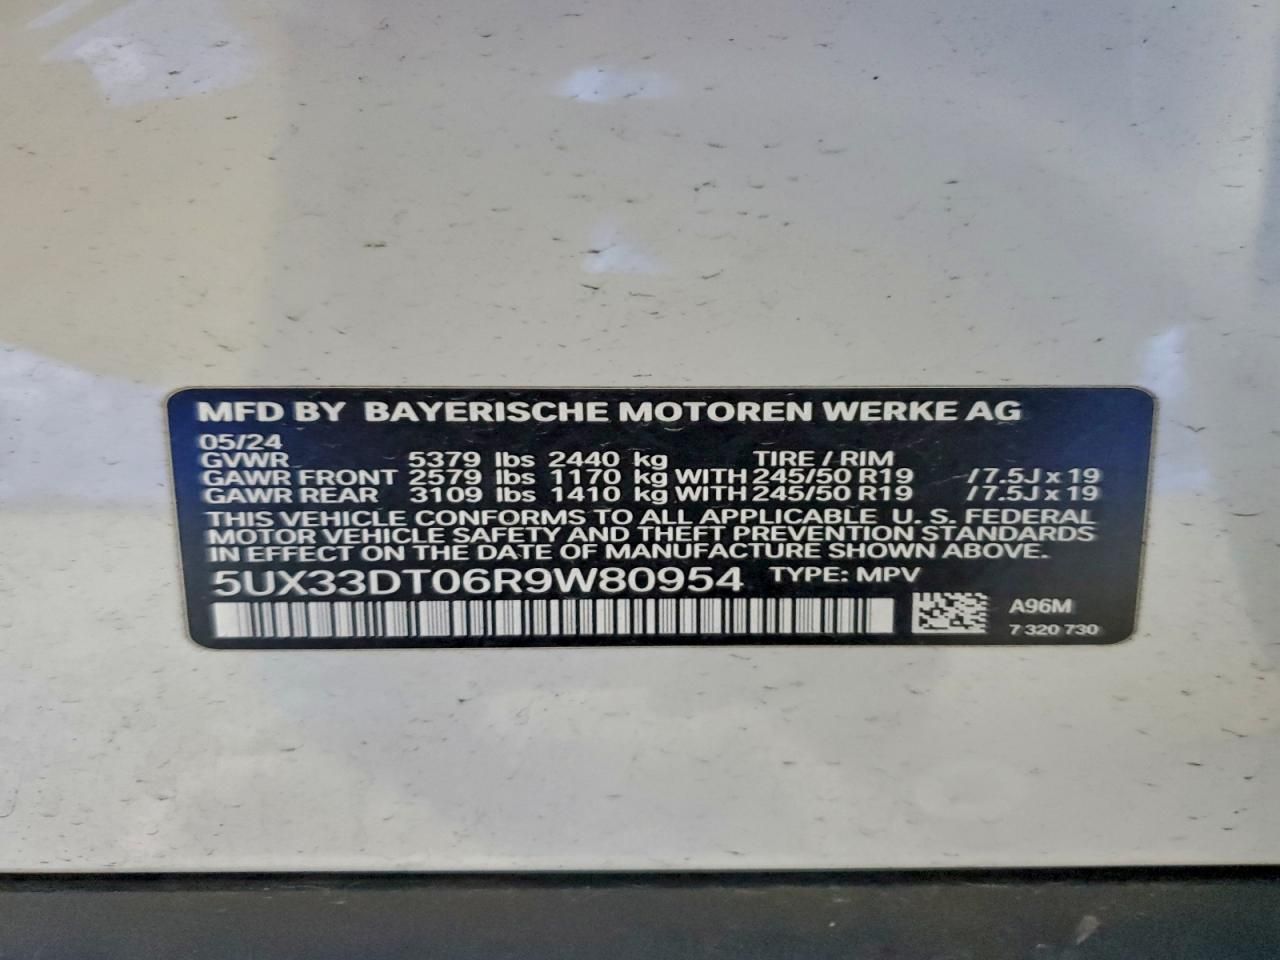 MFD BY BAYERISCHE MOTOREN WERKE AG
05/24
GVWR 5379 lbs 2440 kg TIRE / RIM
GAWR FRONT 2579 lbs 1170 kg WITH 245/50 R19 /7.5J x 19
GAWR REAR 3109 lbs 1410 kg WITH 245/50 R19 /7.5J x 19
THIS VEHICLE CONFORMS TO ALL APPLICABLE U. S. FEDERAL
MOTOR VEHICLE SAFETY AND THEFT PREVENTION STANDARDS
IN EFFECT ON THE DATE OF MANUFACTURE SHOWN ABOVE.
5UX33DT06R9W80954 TYPE: MPV
A96M
7 320 730